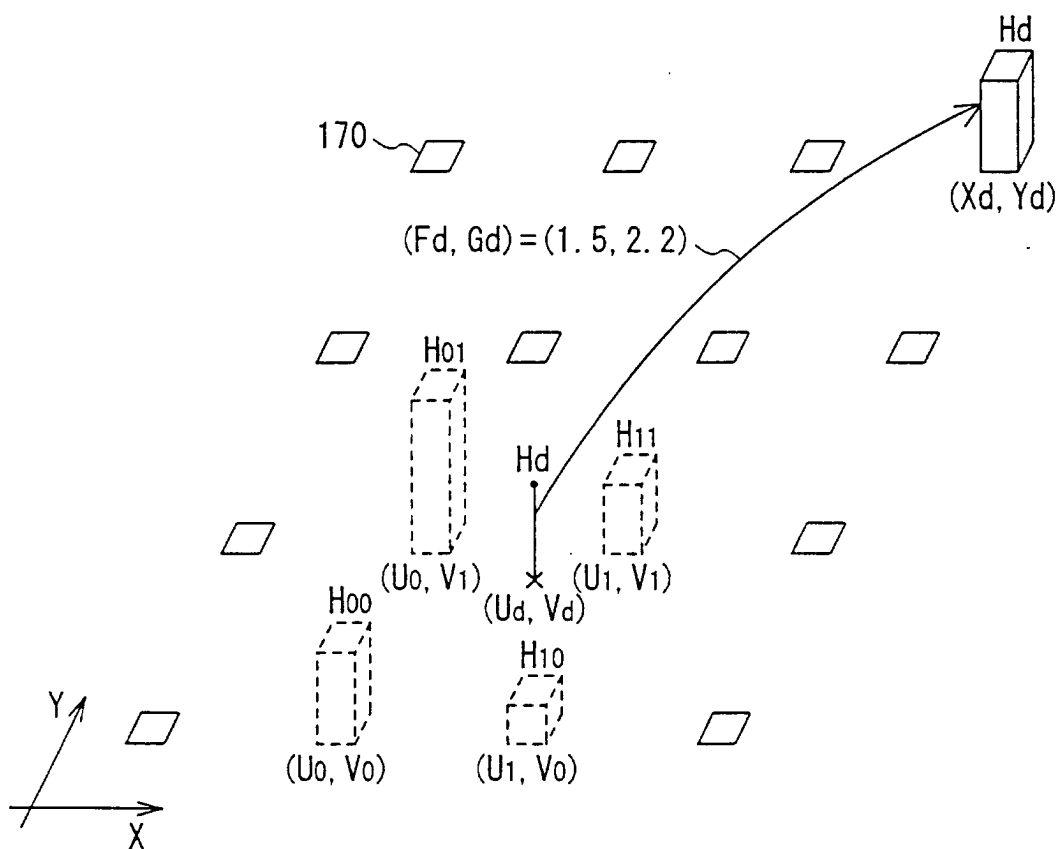 Hd
170
(Xd, Yd)
(Fd, Gd)=(1.5, 2.2)
H01
H11
Hd
(U0, V1)
(U1, V1)
(Ud, Vd)
H00
H10
Y
(U0, V0)
(U1, V0)
X